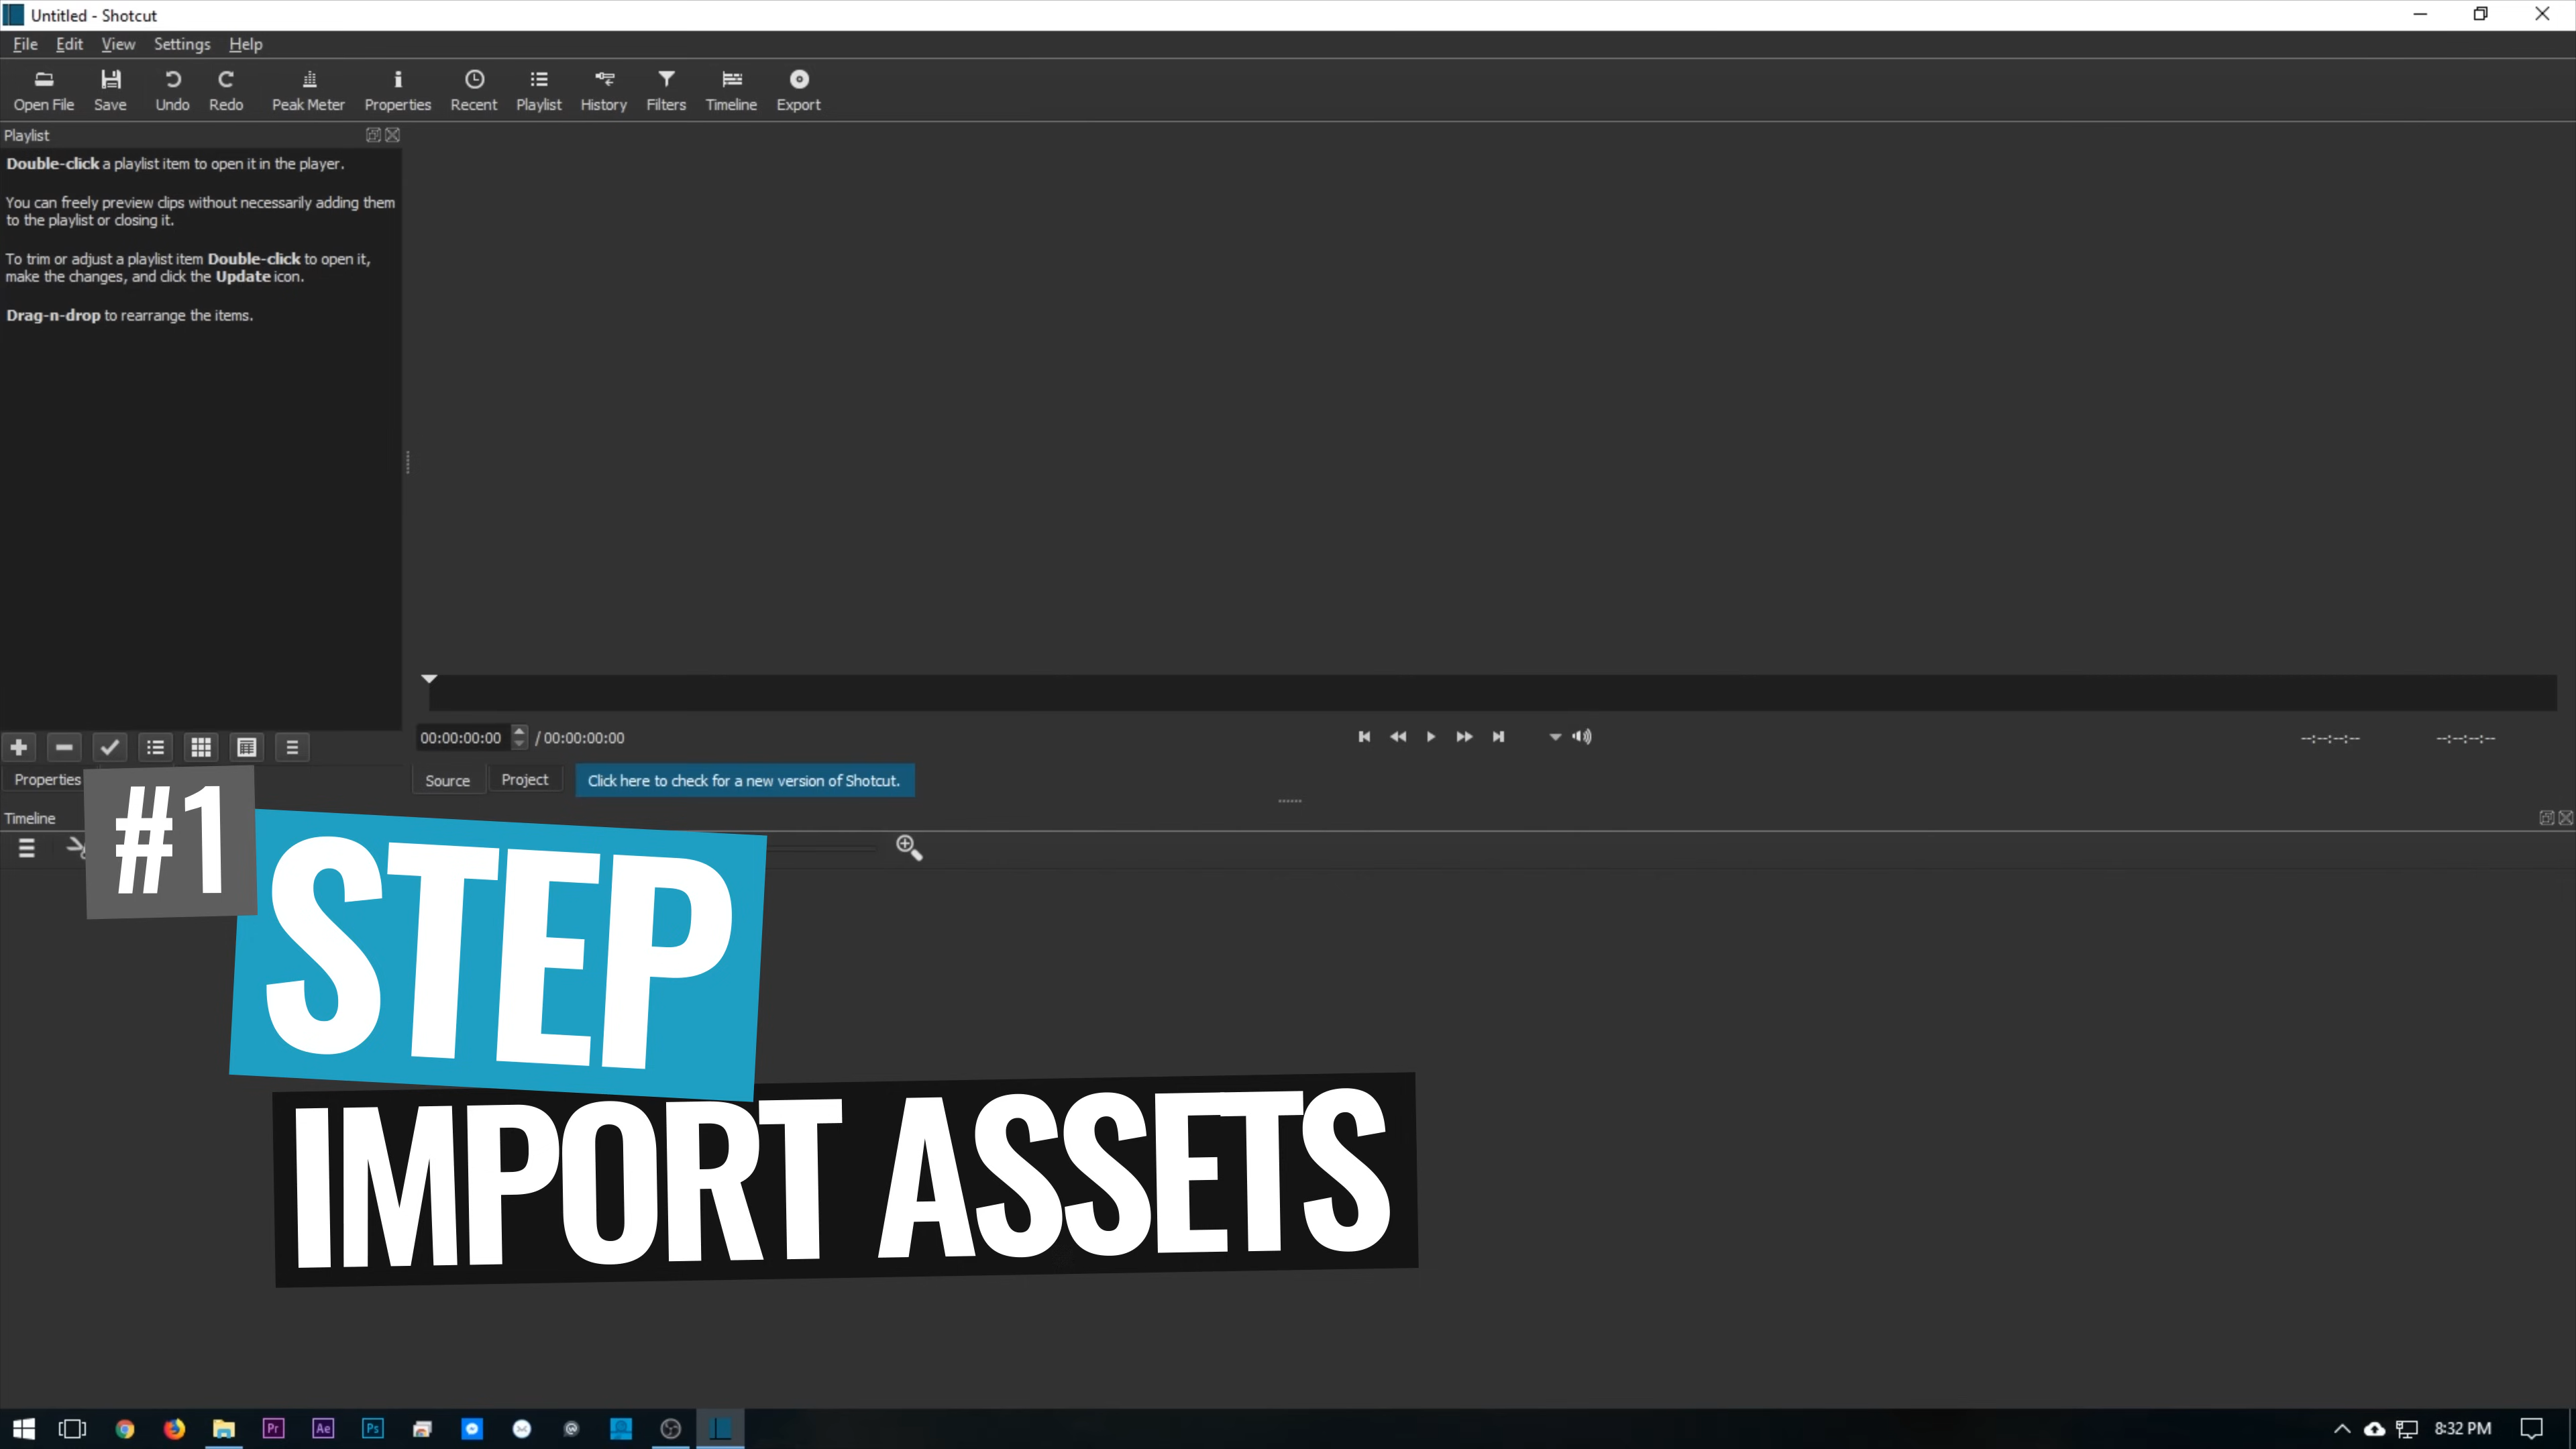 Untitled - Shotcut
File Edit View Settings Help
Open File Save Undo Redo Peak Meter Properties Recent Playlist History Filters Timeline Export
Playlist
Double-click a playlist item to open it in the player.
You can freely preview clips without necessarily adding them
to the playlist or closing it.
To trim or adjust a playlist item Double-click to open it,
make the changes, and click the Update icon.
Drag-n-drop to rearrange the items.
00:00:00:00 / 00:00:00:00
--:--:--:-- --:--:--:--
Properties
Source Project Click here to check for a new version of Shotcut.
Timeline
#1
STEP
IMPORT ASSETS
Pr Ae Ps
8:32 PM